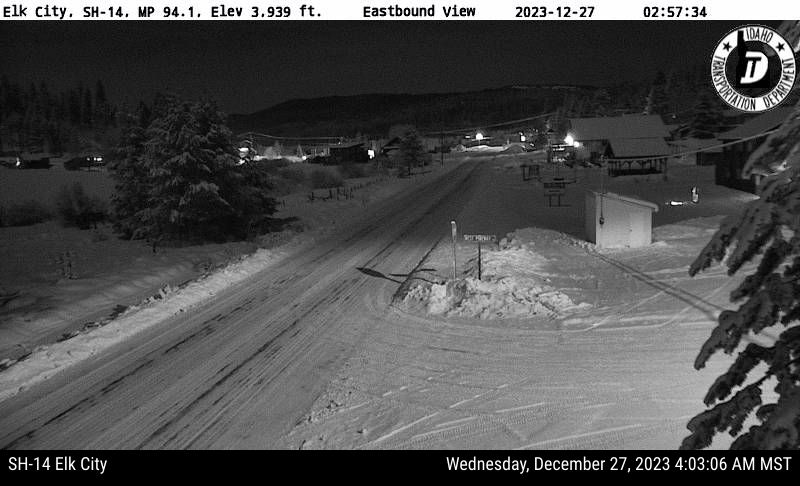 Elk City, SH-14, MP 94.1, Elev 3,939 ft. Eastbound View 2023-12-27 02:57:34
IDAHO
TRANSPORTATION DEPARTMENT
SH-14 Elk City Wednesday, December 27, 2023 4:03:06 AM MST